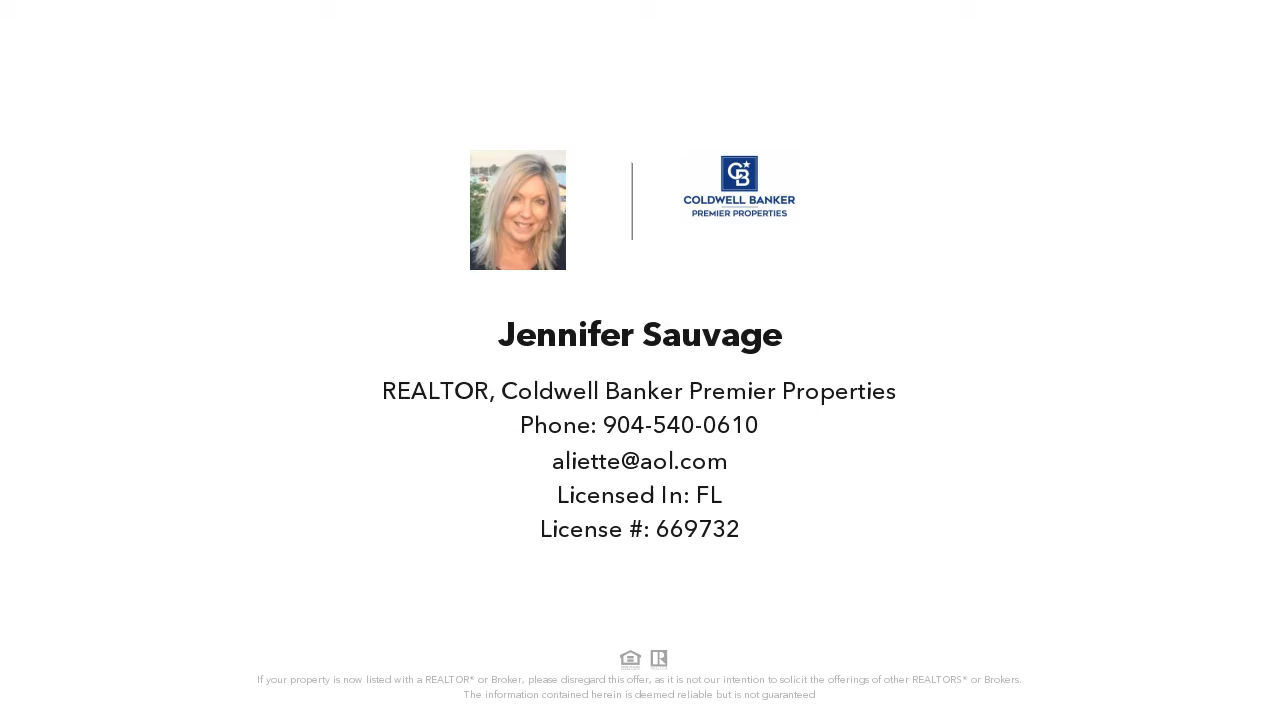 CB
COLDWELL BANKER
PREMIER PROPERTIES
Jennifer Sauvage
REALTOR, Coldwell Banker Premier Properties
Phone: 904-540-0610
aliette@aol.com
Licensed In: FL
License #: 669732
If your property is now listed with a REALTOR® or Broker, please disregard this offer, as it is not our intention to solicit the offerings of other REALTORS® or Brokers.
The information contained herein is deemed reliable but is not guaranteed